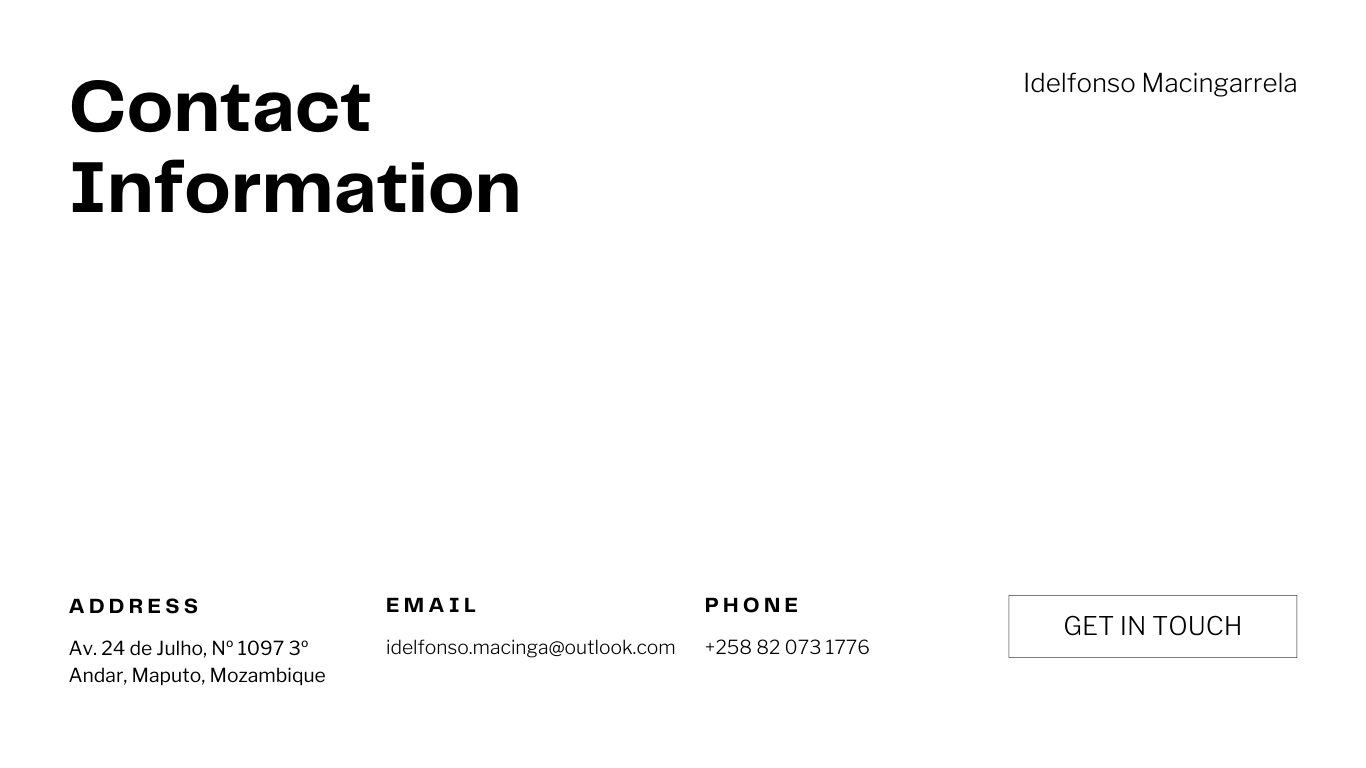 Contact
Information
Idelfonso Macingarrela
ADDRESS
Av. 24 de Julho, Nº 1097 3º
Andar, Maputo, Mozambique
EMAIL
idelfonso.macinga@outlook.com
PHONE
+258 82 073 1776
GET IN TOUCH